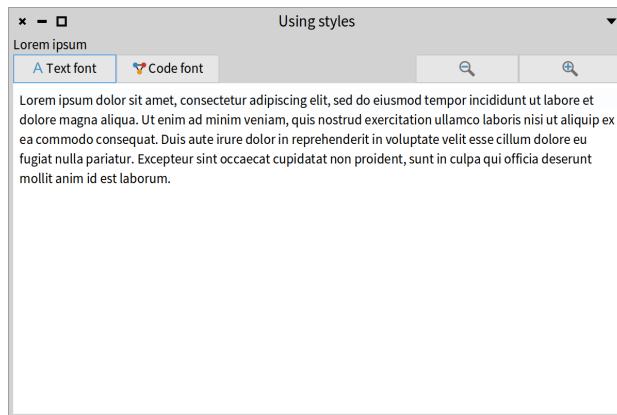 Using styles
Lorem ipsum
Text font Code font
Lorem ipsum dolor sit amet, consectetur adipiscing elit, sed do eiusmod tempor incididunt ut labore et
dolore magna aliqua. Ut enim ad minim veniam, quis nostrud exercitation ullamco laboris nisi ut aliquip ex
ea commodo consequat. Duis aute irure dolor in reprehenderit in voluptate velit esse cillum dolore eu
fugiat nulla pariatur. Excepteur sint occaecat cupidatat non proident, sunt in culpa qui officia deserunt
mollit anim id est laborum.